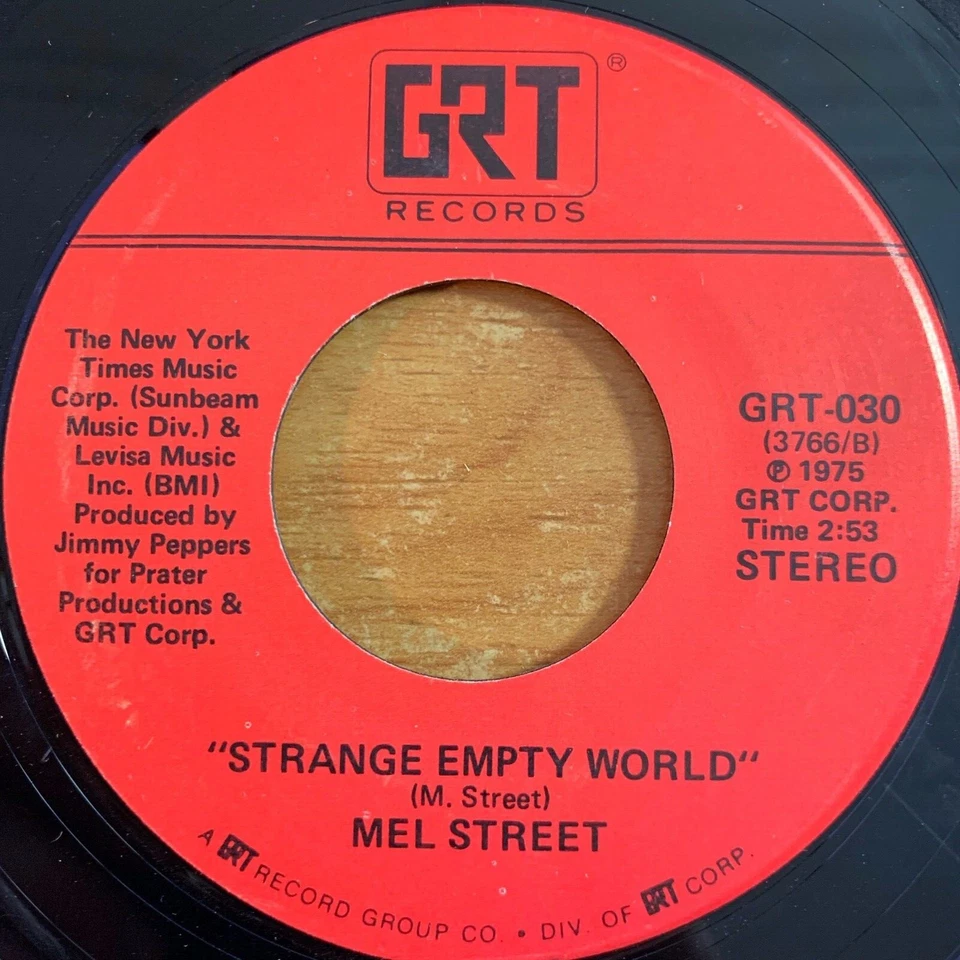 GRT®
RECORDS
The New York
Times Music
Corp. (Sunbeam
Music Div.) &
Levisa Music
Inc. (BMI)
Produced by
Jimmy Peppers
for Prater
Productions &
GRT Corp.
GRT-030
(3766/B)
℗ 1975
GRT CORP.
Time 2:53
STEREO
"STRANGE EMPTY WORLD"
(M. Street)
MEL STREET
A GRT RECORD GROUP CO. • DIV. OF GRT CORP.